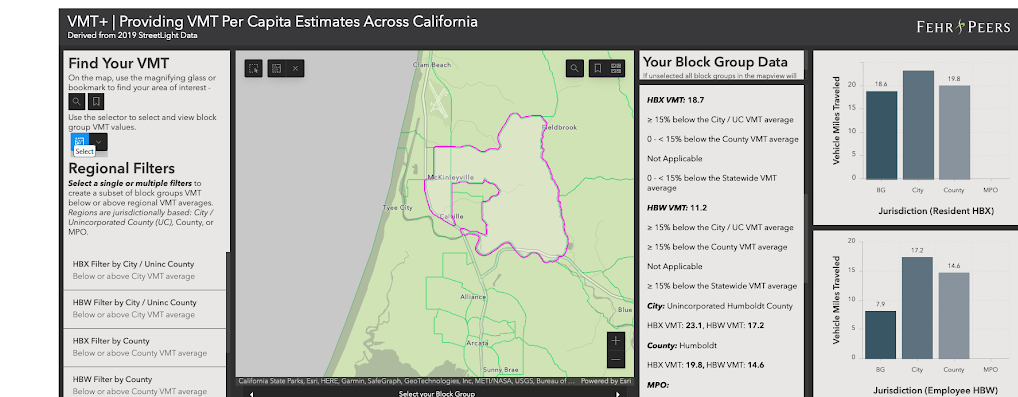 VMT+ | Providing VMT Per Capita Estimates Across California
Derived from 2019 StreetLight Data
FEHR PEERS
Find Your VMT
On the map, use the magnifying glass or
bookmark to find your area of interest -
Use the selector to select and view block
group VMT values.
Select
Regional Filters
Select a single or multiple filters to
create a subset of block groups VMT
below or above regional VMT averages.
Regions are jurisdictionally based: City /
Unincorporated County (UC), County, or
MPO.
HBX Filter by City / Uninc County
Below or above City VMT average
HBW Filter by City / Uninc County
Below or above City VMT average
HBX Filter by County
Below or above County VMT average
HBW Filter by County
Below or above County VMT average
Clam Beach
Fieldbrook
McKinleyville
Tyee City
Calville
Alliance
Blue
Arcata
Sunny Brae
California State Parks, Esri, HERE, Garmin, SafeGraph, GeoTechnologies, Inc, METI/NASA, USGS, Bureau of ...
Powered by Esri
Select your Block Group
Your Block Group Data
If unselected all block groups in the mapview will
HBX VMT: 18.7
≥ 15% below the City / UC VMT average
0 - < 15% below the County VMT average
Not Applicable
0 - < 15% below the Statewide VMT
average
HBW VMT: 11.2
≥ 15% below the City / UC VMT average
≥ 15% below the County VMT average
Not Applicable
≥ 15% below the Statewide VMT average
City: Unincorporated Humboldt County
HBX VMT: 23.1, HBW VMT: 17.2
County: Humboldt
HBX VMT: 19.8, HBW VMT: 14.6
MPO:
Vehicle Miles Traveled
20
15
10
5
0
18.6
19.8
BG
City
County
MPO
Jurisdiction (Resident HBX)
Vehicle Miles Traveled
20
15
10
5
0
7.9
17.2
14.6
BG
City
County
MPO
Jurisdiction (Employee HBW)